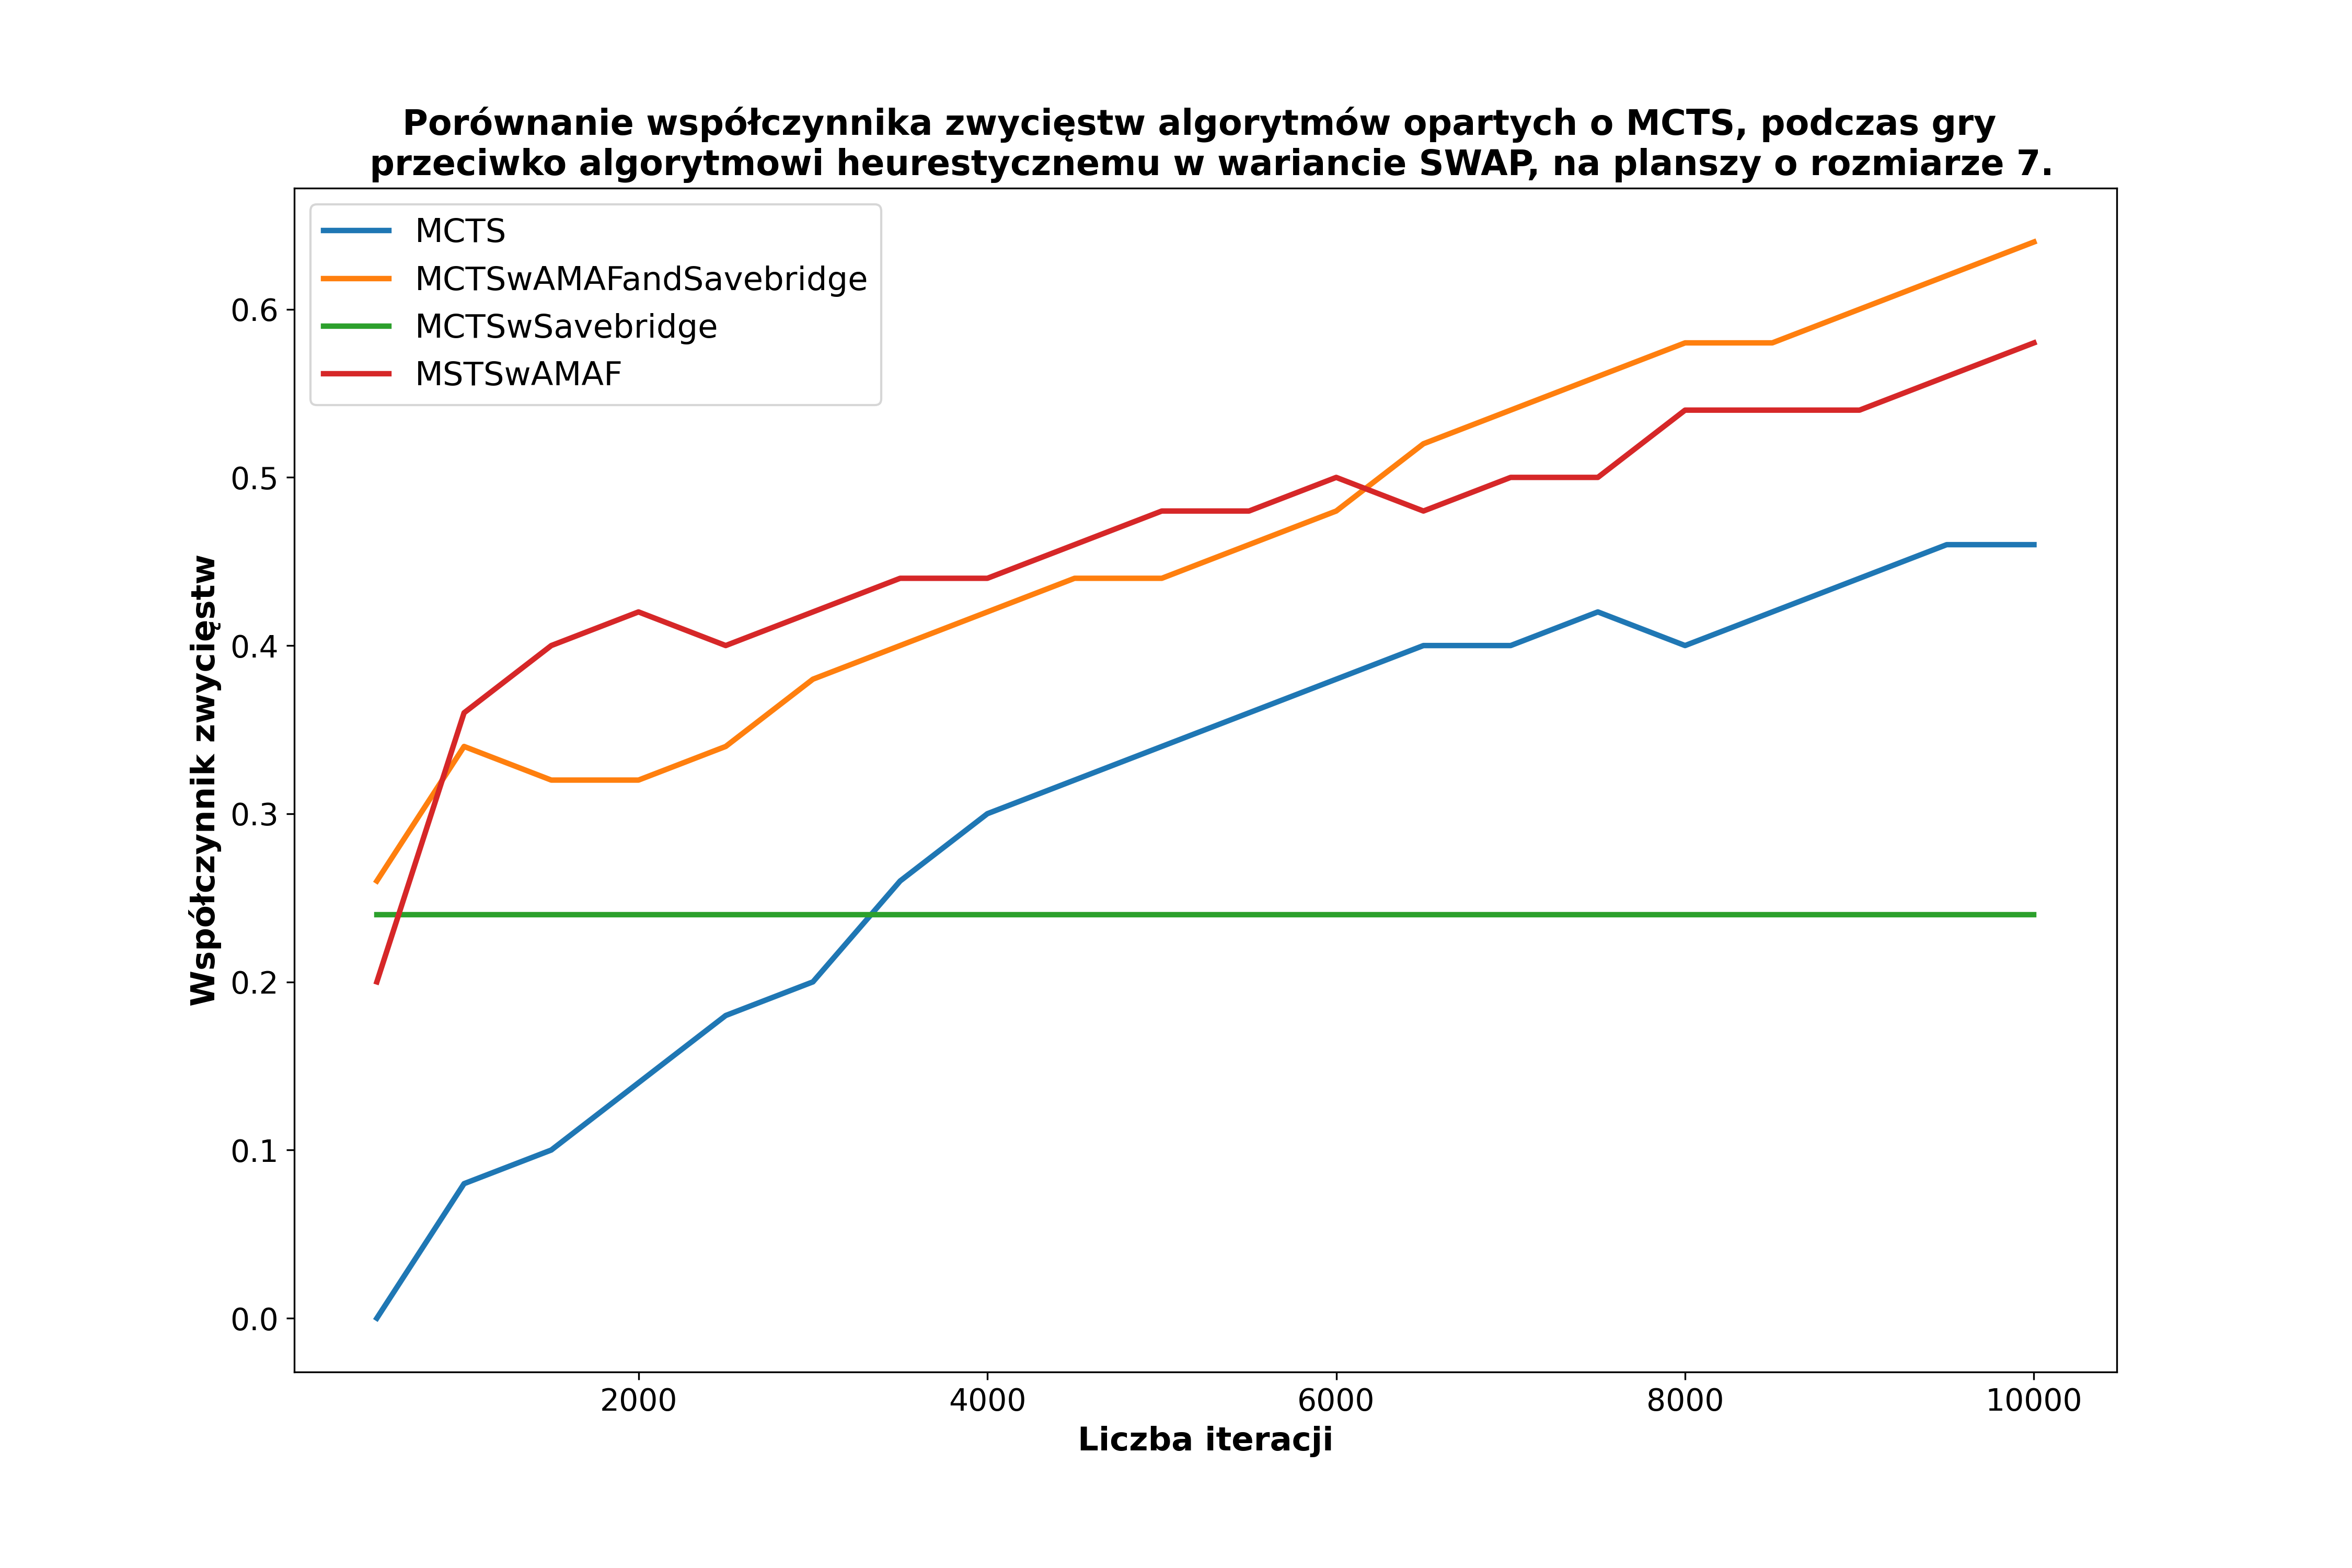 Porównanie współczynnika zwycięstw algorytmów opartych o MCTS, podczas gry
przeciwko algorytmowi heurestycznemu w wariancie SWAP, na planszy o rozmiarze 7.
MCTS
MCTSwAMAFandSavebridge
MCTSwSavebridge
MSTSwAMAF
Współczynnik zwycięstw
0.6
0.5
0.4
0.3
0.2
0.1
0.0
2000
4000
6000
8000
10000
Liczba iteracji